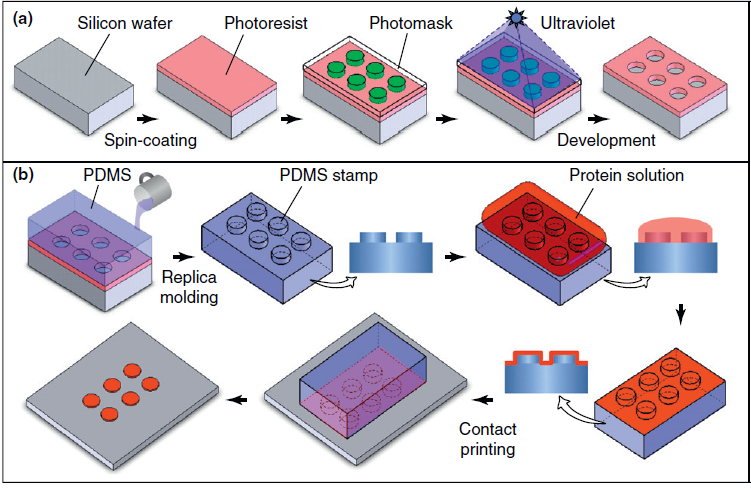 (a)
Silicon wafer
Photoresist
Photomask
Ultraviolet
Spin-coating
Development
(b)
PDMS
PDMS stamp
Protein solution
Replica
molding
Contact
printing